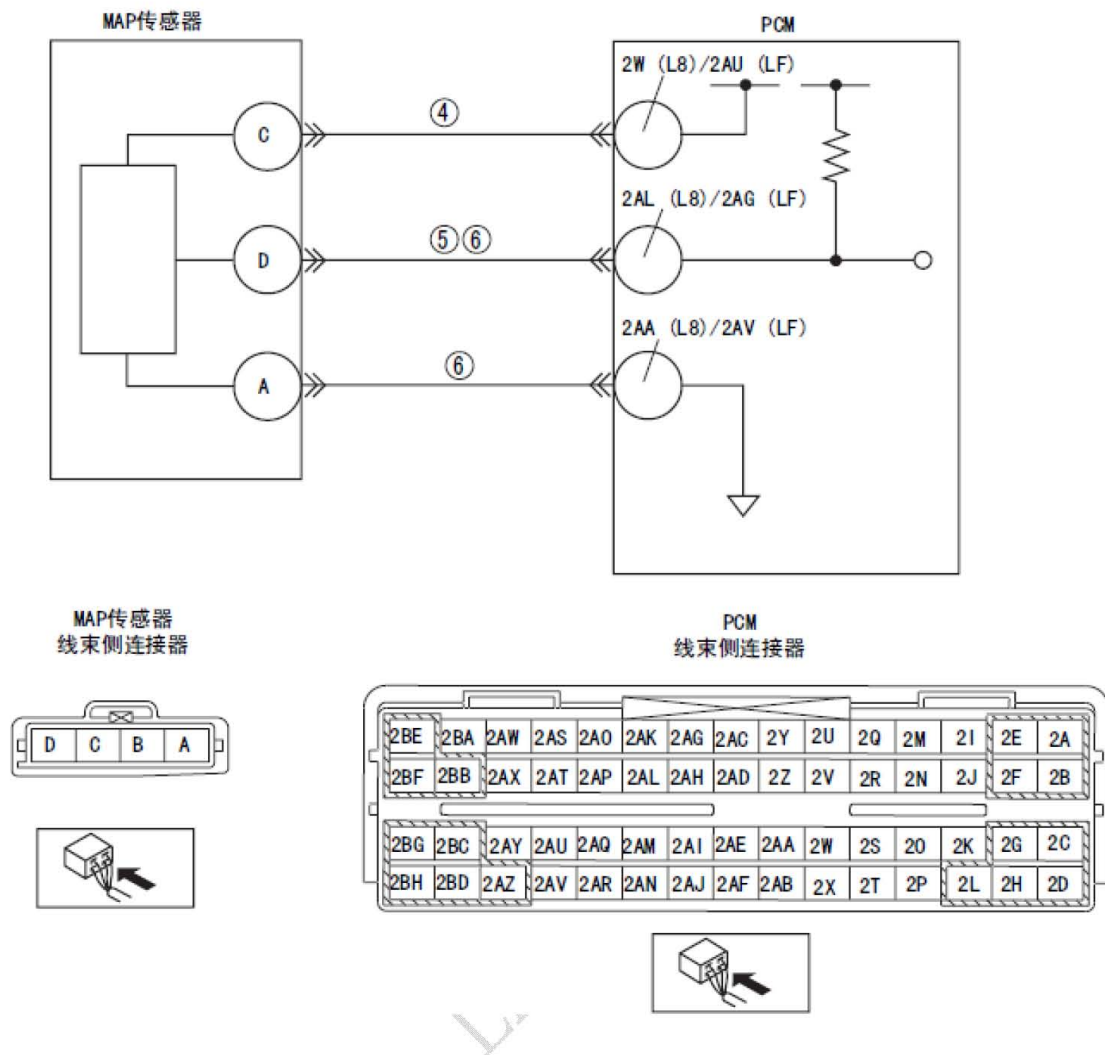 MAP传感器
PCM
2W (L8)/2AU (LF)
C
④
2AL (L8)/2AG (LF)
D
⑤⑥
2AA (L8)/2AV (LF)
A
⑥
MAP传感器
线束侧连接器
PCM
线束侧连接器
D C B A
2BE 2BA 2AW 2AS 2AO 2AK 2AG 2AC 2Y 2U 2Q 2M 2I 2E 2A
2BF 2BB 2AX 2AT 2AP 2AL 2AH 2AD 2Z 2V 2R 2N 2J 2F 2B
2BG 2BC 2AY 2AU 2AQ 2AM 2AI 2AE 2AA 2W 2S 2O 2K 2G 2C
2BH 2BD 2AZ 2AV 2AR 2AN 2AJ 2AF 2AB 2X 2T 2P 2L 2H 2D